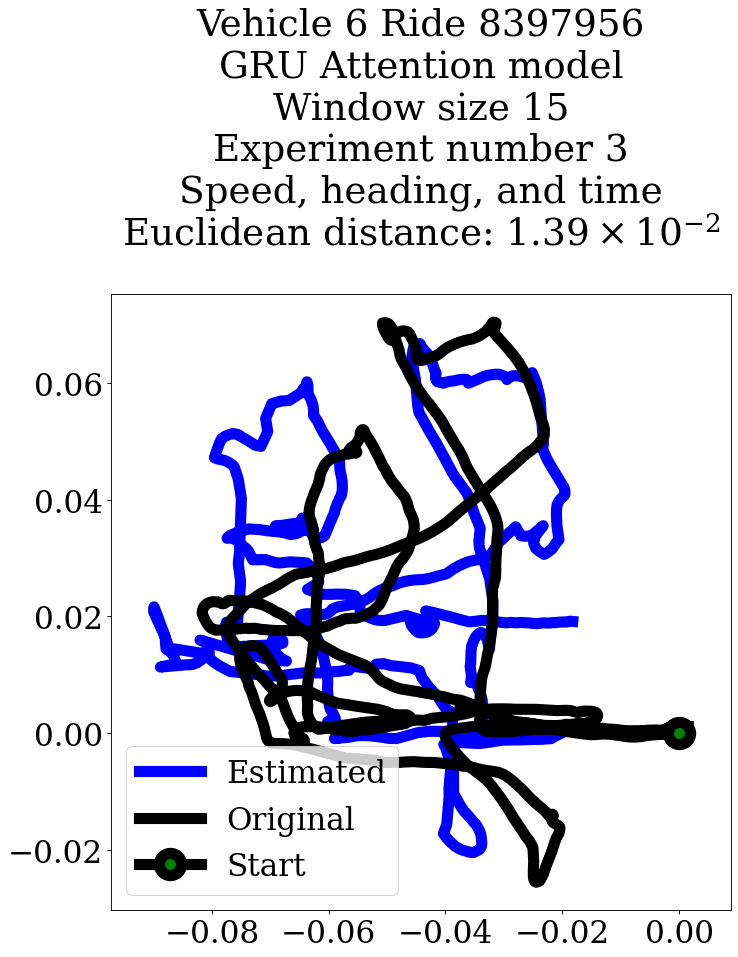 Vehicle 6 Ride 8397956
GRU Attention model
Window size 15
Experiment number 3
Speed, heading, and time
Euclidean distance: 1.39 × 10⁻²
0.06
0.04
0.02
0.00
−0.02
Estimated
Original
Start
−0.08 −0.06 −0.04 −0.02 0.00